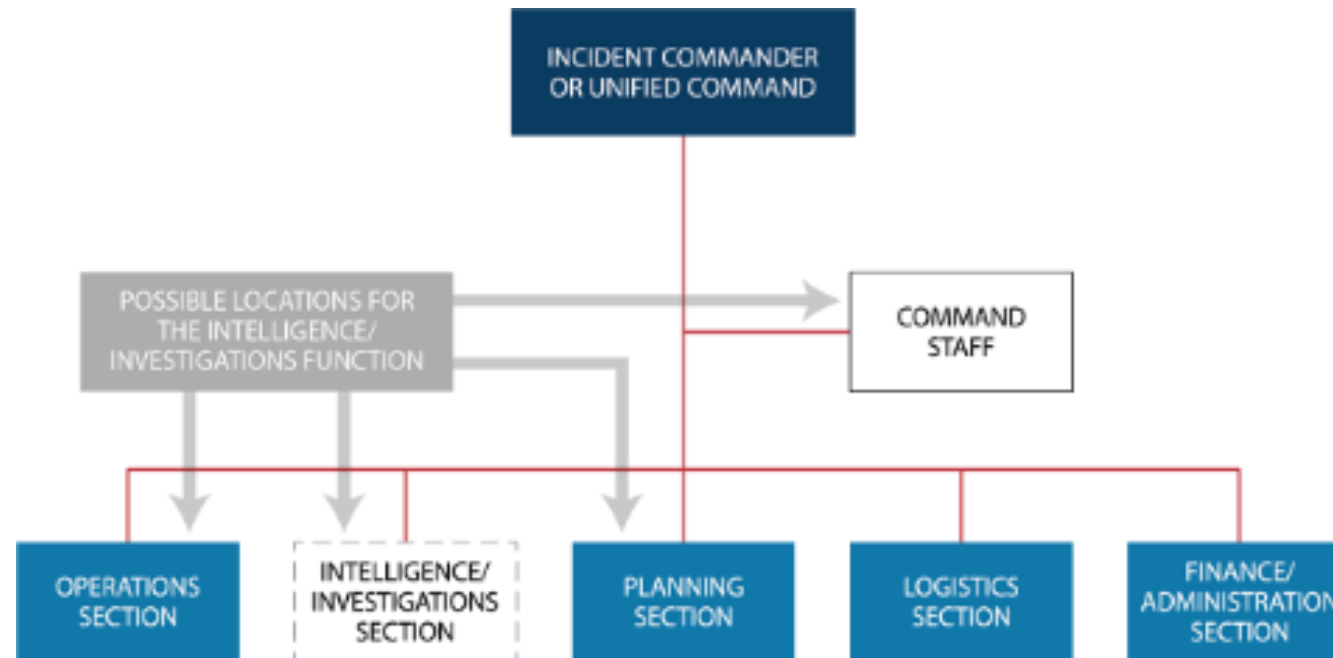 INCIDENT COMMANDER
OR UNIFIED COMMAND
POSSIBLE LOCATIONS FOR
THE INTELLIGENCE/
INVESTIGATIONS FUNCTION
COMMAND
STAFF
OPERATIONS
SECTION
INTELLIGENCE/
INVESTIGATIONS
SECTION
PLANNING
SECTION
LOGISTICS
SECTION
FINANCE/
ADMINISTRATION
SECTION